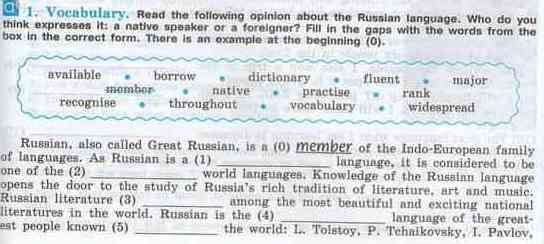 1. Vocabulary. Read the following opinion about the Russian language. Who do you
think expresses it: a native speaker or a foreigner? Fill in the gaps with the words from the
box in the correct form. There is an example at the beginning (0).
available • borrow • dictionary • fluent • major
member • native • practise • rank
recognise • throughout • vocabulary • widespread
Russian, also called Great Russian, is a (0) member of the Indo-European family
of languages. As Russian is a (1) ____________ language, it is considered to be
one of the (2) ____________ world languages. Knowledge of the Russian language
opens the door to the study of Russia's rich tradition of literature, art and music.
Russian literature (3) ____________ among the most beautiful and exciting national
literatures in the world. Russian is the (4) ____________ language of the great-
est people known (5) ____________ the world: L. Tolstoy, P. Tchaikovsky, I. Pavlov,